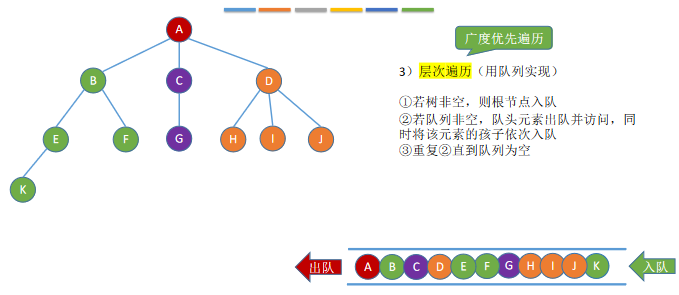 A
广度优先遍历
B
C
D
3）层次遍历（用队列实现）
①若树非空，则根节点入队
②若队列非空，队头元素出队并访问，同
时将该元素的孩子依次入队
③重复②直到队列为空
E
F
G
H
I
J
K
出队
A B C D E F G H I J K
入队